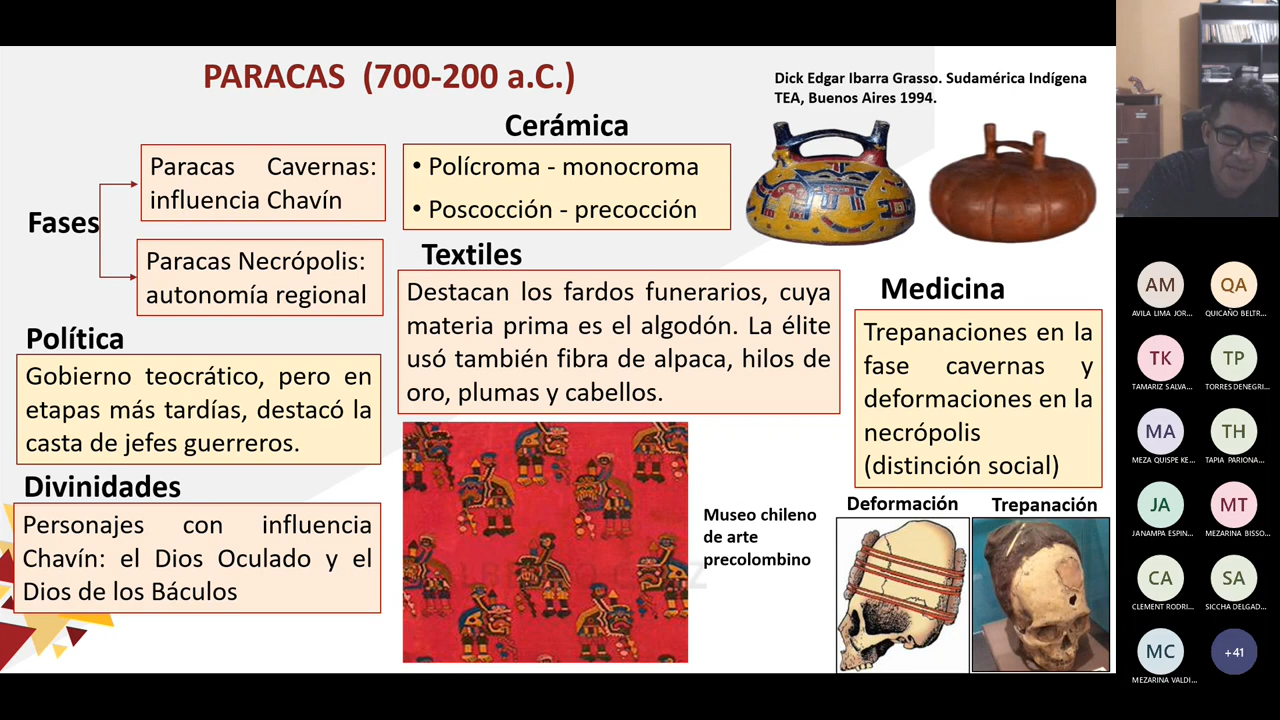 PARACAS (700-200 a.C.)
Dick Edgar Ibarra Grasso. Sudamérica Indígena
TEA, Buenos Aires 1994.
Fases
Paracas Cavernas:
influencia Chavín
Paracas Necrópolis:
autonomía regional
Política
Gobierno teocrático, pero en
etapas más tardías, destacó la
casta de jefes guerreros.
Divinidades
Personajes con influencia
Chavín: el Dios Oculado y el
Dios de los Báculos
Cerámica
• Polícroma - monocroma
• Poscocción - precocción
Textiles
Destacan los fardos funerarios, cuya
materia prima es el algodón. La élite
usó también fibra de alpaca, hilos de
oro, plumas y cabellos.
Museo chileno
de arte
precolombino
Medicina
Trepanaciones en la
fase cavernas y
deformaciones en la
necrópolis
(distinción social)
Deformación
Trepanación
AM
AVILA LIMA JOR...
QA
QUICAÑO BELTR...
TK
TAMARIZ SALVA...
TP
TORRES DENEGRI...
MA
MEZA QUISPE KE...
TH
TAPIA PARIONA...
JA
JANAMPA ESPIN...
MT
MEZARINA BISSO...
CA
CLEMENT RODRI...
SA
SICCHA DELGAD...
MC
MEZARINA VALDI...
+41